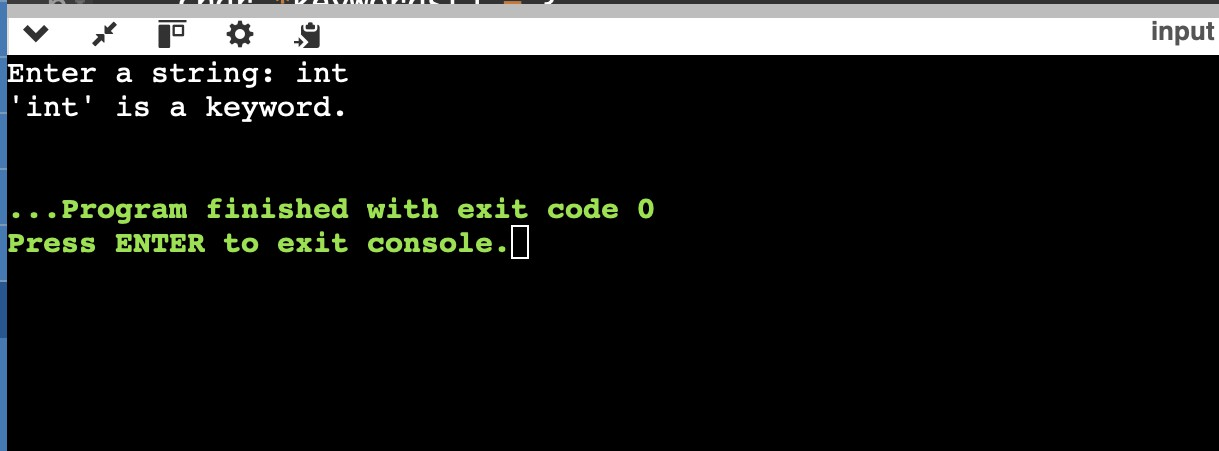 input
Enter a string: int
'int' is a keyword.
...Program finished with exit code 0
Press ENTER to exit console.